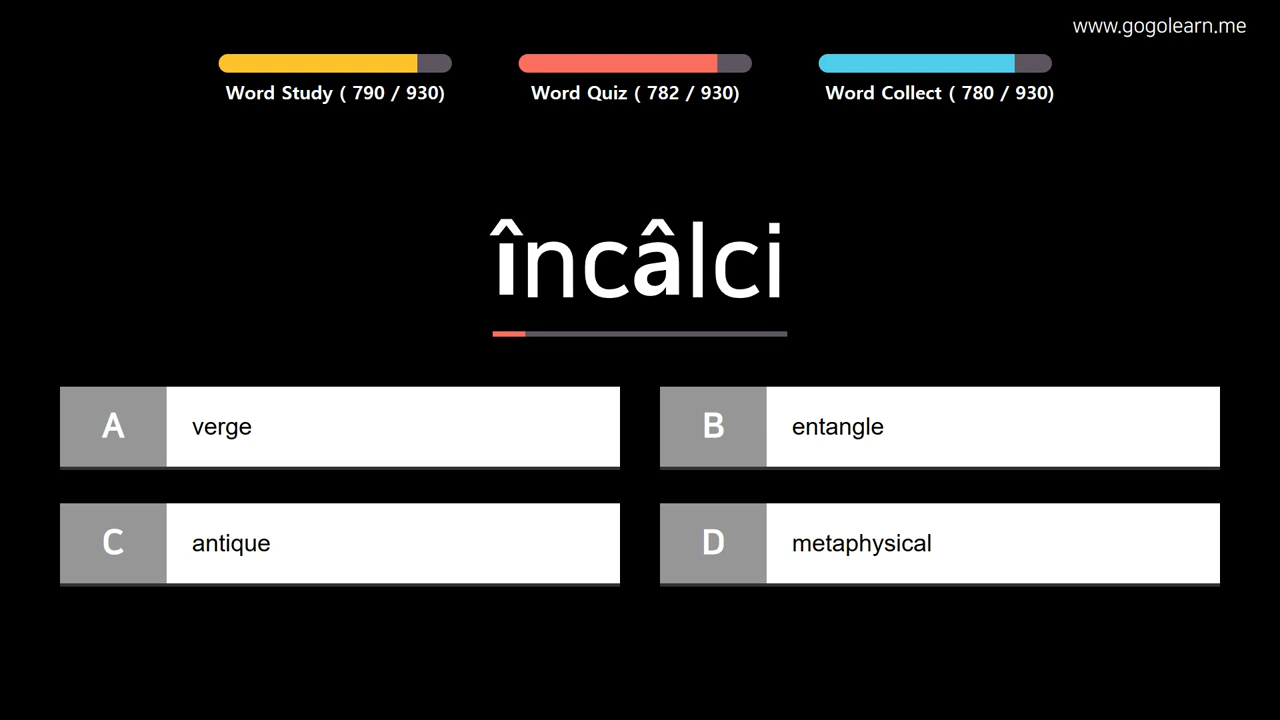 www.gogolearn.me
Word Study ( 790 / 930)
Word Quiz ( 782 / 930)
Word Collect ( 780 / 930)
încâlci
A verge
B entangle
C antique
D metaphysical